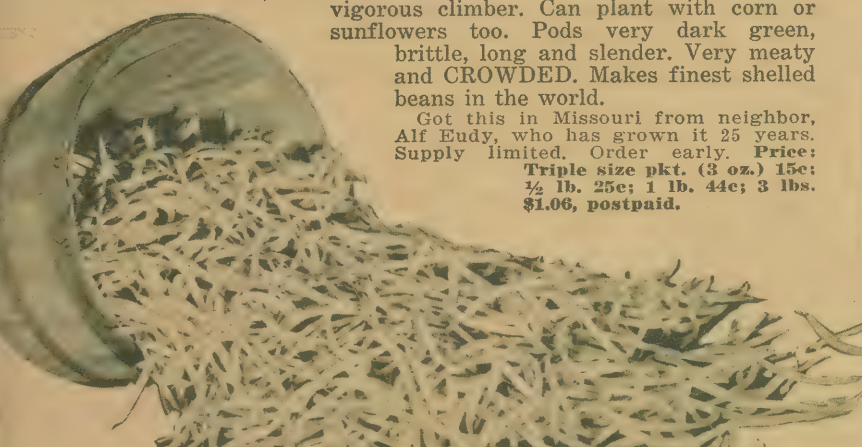 vigorous climber. Can plant with corn or
sunflowers too. Pods very dark green,
brittle, long and slender. Very meaty
and CROWDED. Makes finest shelled
beans in the world.
Got this in Missouri from neighbor,
Alf Eudy, who has grown it 25 years.
Supply limited. Order early. Price:
Triple size pkt. (3 oz.) 15c;
½ lb. 25c; 1 lb. 44c; 3 lbs.
$1.06, postpaid.